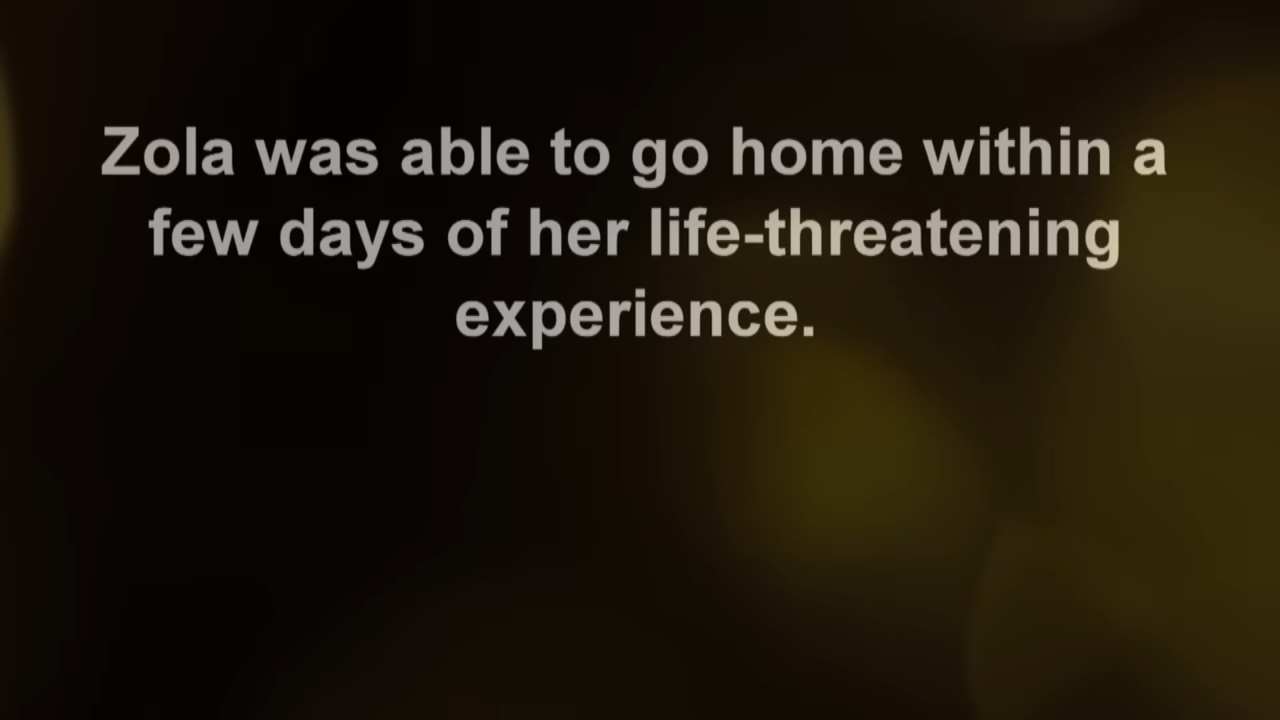 Zola was able to go home within a
few days of her life-threatening
experience.